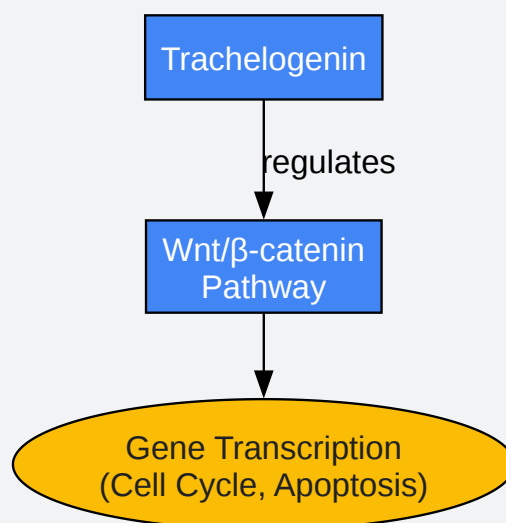 Trachelogenin
regulates
Wnt/β-catenin
Pathway
Gene Transcription
(Cell Cycle, Apoptosis)